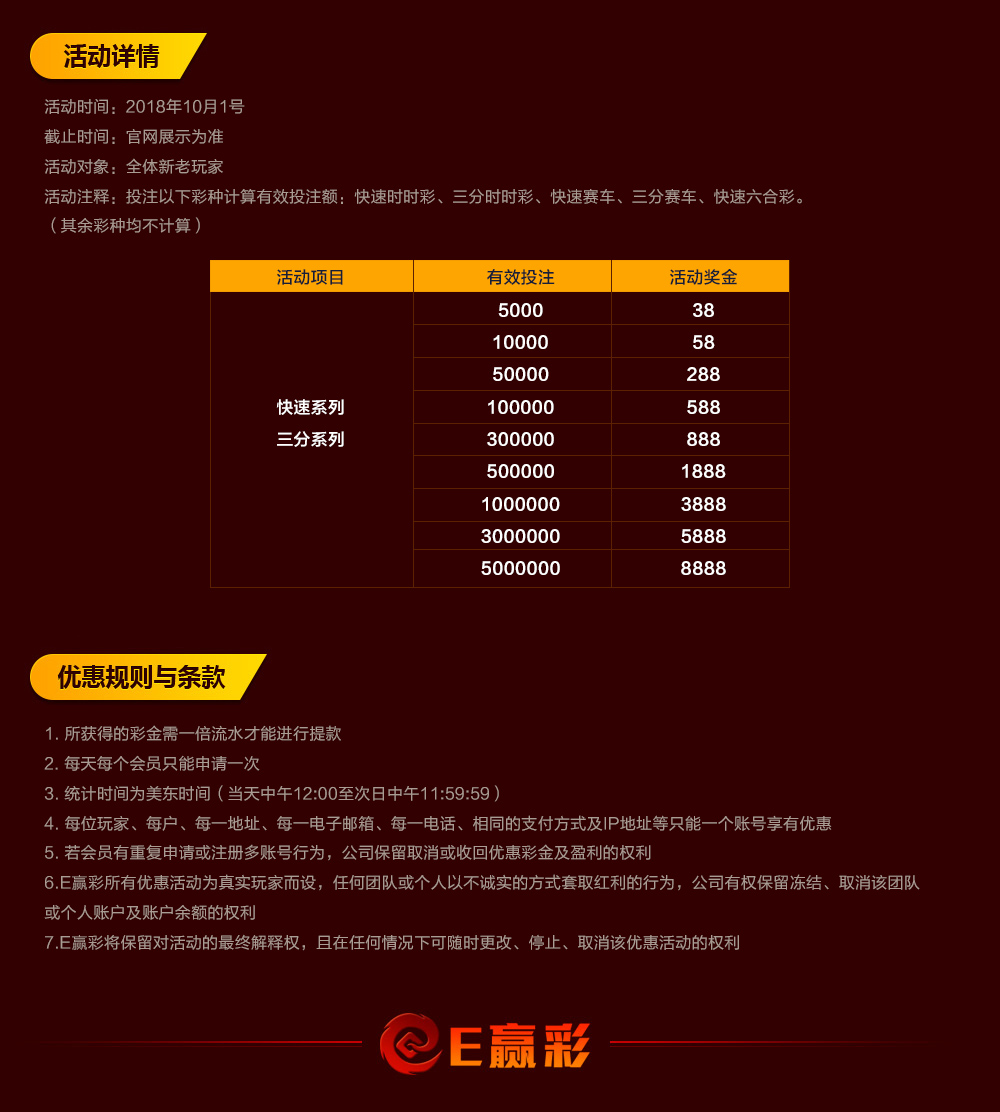 活动详情
活动时间：2018年10月1号
截止时间：官网展示为准
活动对象：全体新老玩家
活动注释：投注以下彩种计算有效投注额：快速时时彩、三分时时彩、快速赛车、三分赛车、快速六合彩。
（其余彩种均不计算）
活动项目 有效投注 活动奖金
5000 38
10000 58
50000 288
快速系列 100000 588
三分系列 300000 888
500000 1888
1000000 3888
3000000 5888
5000000 8888
优惠规则与条款
1. 所获得的彩金需一倍流水才能进行提款
2. 每天每个会员只能申请一次
3. 统计时间为美东时间（当天中午12:00至次日中午11:59:59）
4. 每位玩家、每户、每一地址、每一电子邮箱、每一电话、相同的支付方式及IP地址等只能一个账号享有优惠
5. 若会员有重复申请或注册多账号行为，公司保留取消或收回优惠彩金及盈利的权利
6.E赢彩所有优惠活动为真实玩家而设，任何团队或个人以不诚实的方式套取红利的行为，公司有权保留冻结、取消该团队
或个人账户及账户余额的权利
7.E赢彩将保留对活动的最终解释权，且在任何情况下可随时更改、停止、取消该优惠活动的权利
E赢彩